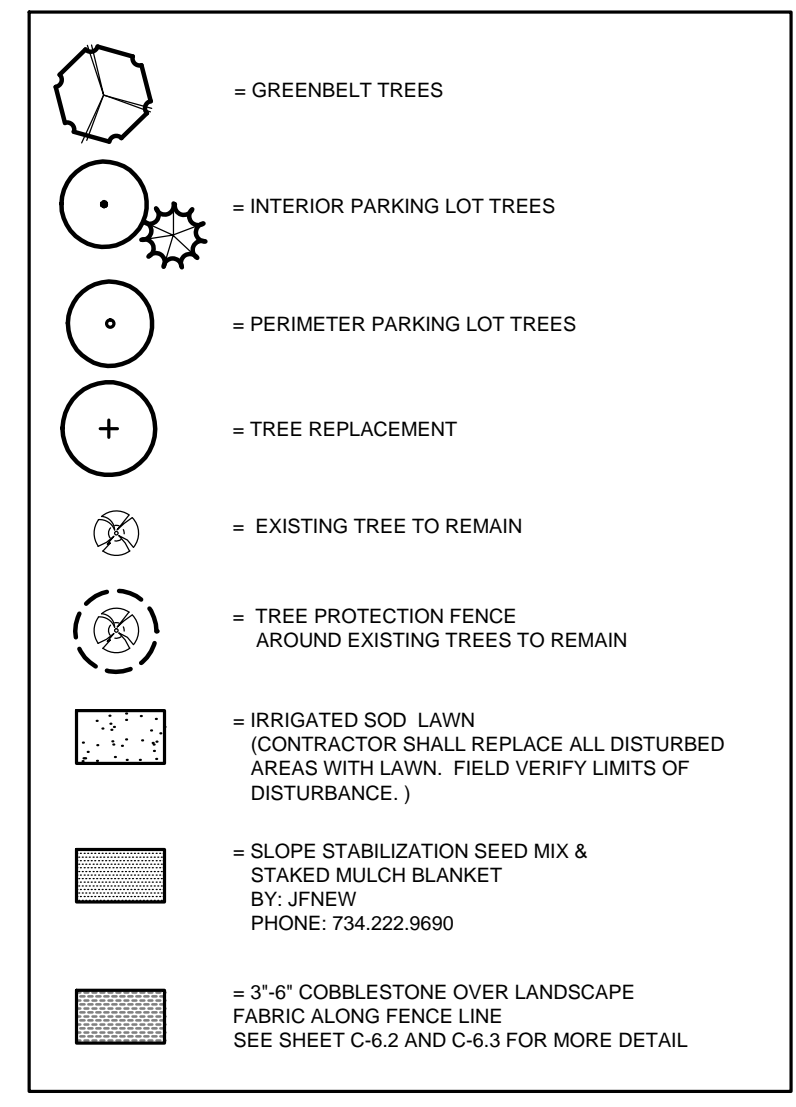 = GREENBELT TREES
= INTERIOR PARKING LOT TREES
= PERIMETER PARKING LOT TREES
= TREE REPLACEMENT
= EXISTING TREE TO REMAIN
= TREE PROTECTION FENCE
AROUND EXISTING TREES TO REMAIN
= IRRIGATED SOD LAWN
(CONTRACTOR SHALL REPLACE ALL DISTURBED
AREAS WITH LAWN. FIELD VERIFY LIMITS OF
DISTURBANCE. )
= SLOPE STABILIZATION SEED MIX &
STAKED MULCH BLANKET
BY: JFNEW
PHONE: 734.222.9690
= 3"-6" COBBLESTONE OVER LANDSCAPE
FABRIC ALONG FENCE LINE
SEE SHEET C-6.2 AND C-6.3 FOR MORE DETAIL